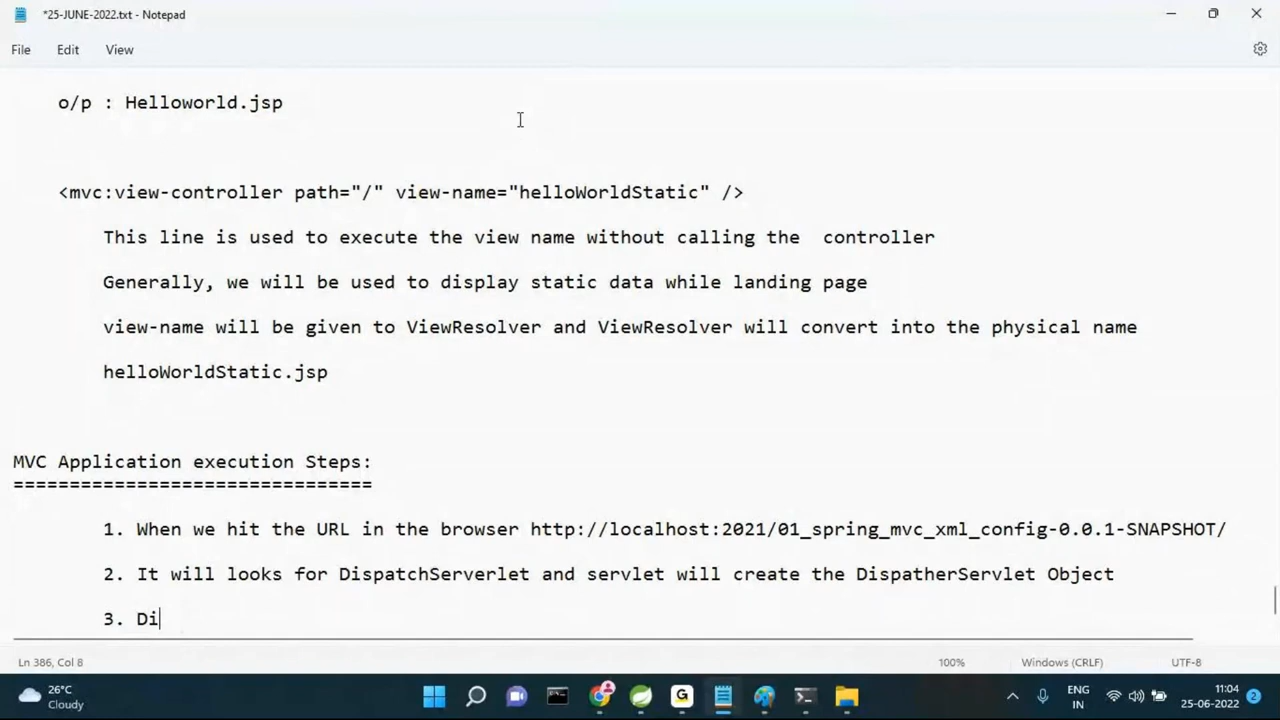 *25-JUNE-2022.txt - Notepad
File Edit View
o/p : Helloworld.jsp
<mvc:view-controller path="/" view-name="helloWorldStatic" />
This line is used to execute the view name without calling the  controller
Generally, we will be used to display static data while landing page
view-name will be given to ViewResolver and ViewResolver will convert into the physical name
helloWorldStatic.jsp
MVC Application execution Steps:
================================
1. When we hit the URL in the browser http://localhost:2021/01_spring_mvc_xml_config-0.0.1-SNAPSHOT/
2. It will looks for DispatchServerlet and servlet will create the DispatherServlet Object
3. Di
Ln 386, Col 8 100% Windows (CRLF) UTF-8
26°C ENG 11:04
Cloudy IN 25-06-2022 2
G